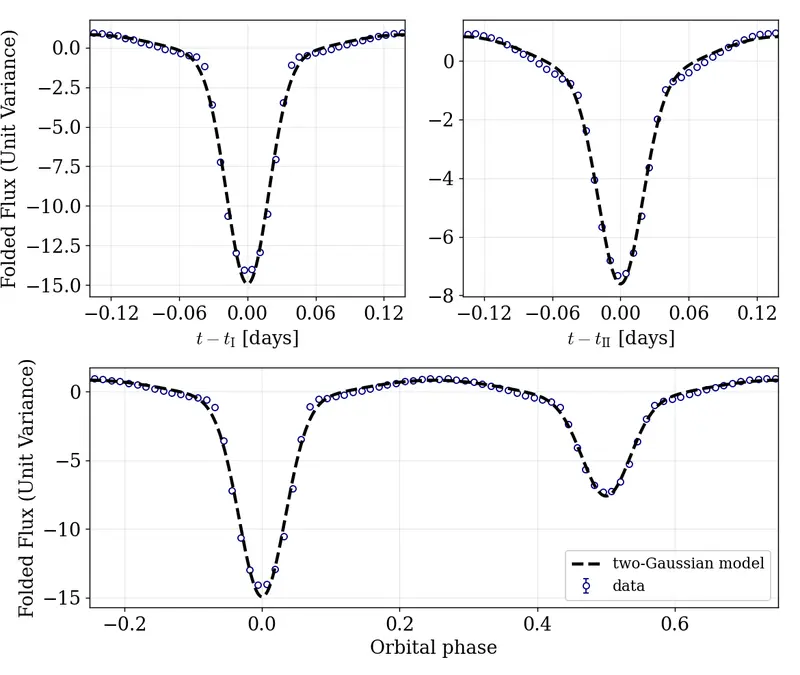 Folded Flux (Unit Variance)
0.0
−2.5
−5.0
−7.5
−10.0
−12.5
−15.0
−0.12 −0.06 0.00 0.06 0.12
t − t_I [days]
0
−2
−4
−6
−8
−0.12 −0.06 0.00 0.06 0.12
t − t_II [days]
Folded Flux (Unit Variance)
0
−5
−10
−15
−0.2 0.0 0.2 0.4 0.6
Orbital phase
two-Gaussian model
data